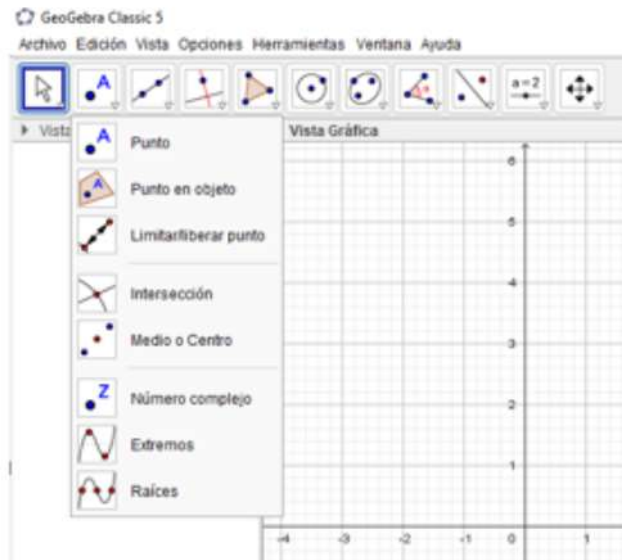 GeoGebra Classic 5
Archivo Edición Vista Opciones Herramientas Ventana Ayuda
A a=2
Vista Gráfica
A Punto
A Punto en objeto
Limitar/liberar punto
Intersección
Medio o Centro
Z Número complejo
Extremos
Raíces
6
5
4
3
2
1
-4 -3 -2 -1 0 1